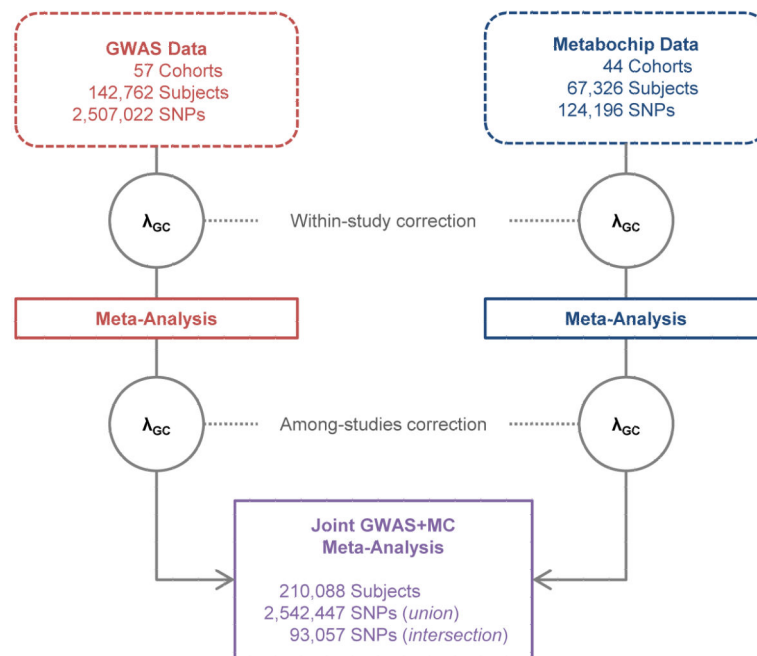 GWAS Data
57 Cohorts
142,762 Subjects
2,507,022 SNPs
Metabochip Data
44 Cohorts
67,326 Subjects
124,196 SNPs
λGC
Within-study correction
λGC
Meta-Analysis
Meta-Analysis
λGC
Among-studies correction
λGC
Joint GWAS+MC
Meta-Analysis
210,088 Subjects
2,542,447 SNPs (union)
93,057 SNPs (intersection)